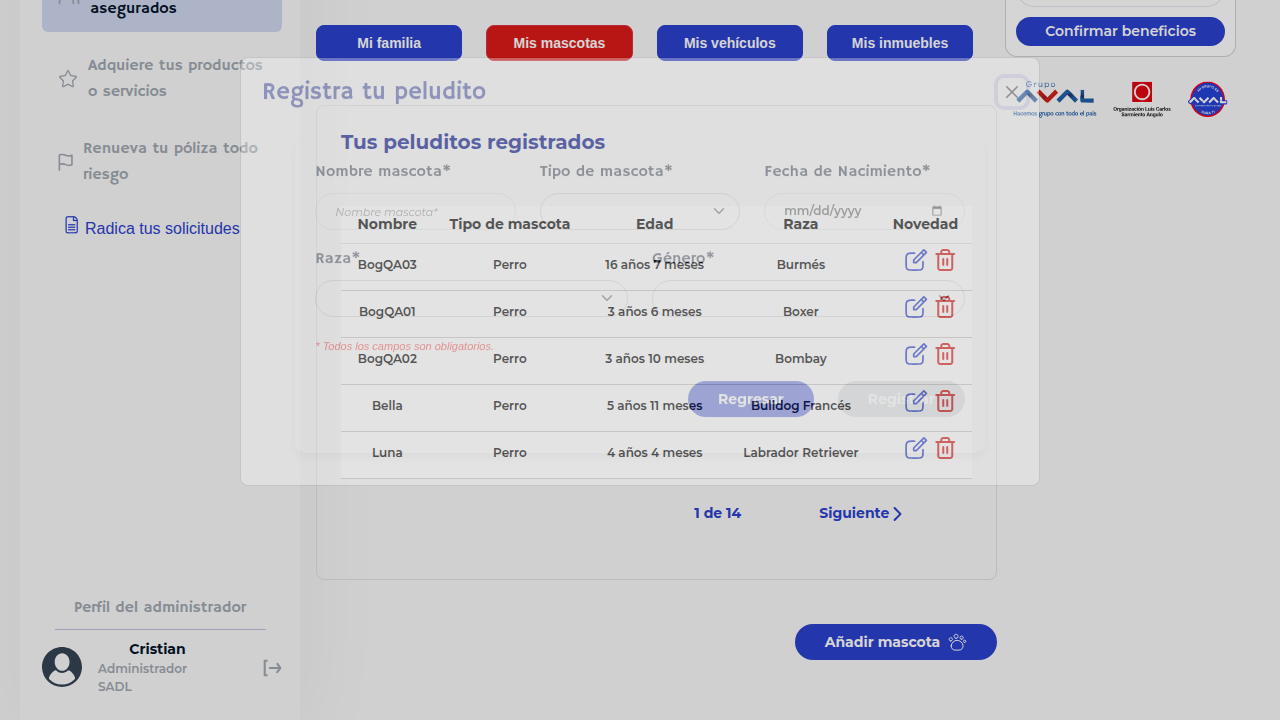 asegurados
Adquiere tus productos
o servicios
Renueva tu póliza todo
riesgo
Radica tus solicitudes
Perfil del administrador
Cristian
Administrador
SADL
Mi familia
Mis mascotas
Mis vehículos
Mis inmuebles
Confirmar beneficios
Grupo
AVAL
Hacemos grupo con todo el país
Organización Luis Carlos
Sarmiento Angulo
AVAL
Registra tu peludito
Nombre mascota*
Tipo de mascota*
Fecha de Nacimiento*
Nombre mascota*
mm/dd/yyyy
Raza*
Género*
* Todos los campos son obligatorios.
Regresar
Registrar
Tus peluditos registrados
Nombre Tipo de mascota Edad Raza Novedad
BogQA03 Perro 16 años 7 meses Burmés
BogQA01 Perro 3 años 6 meses Boxer
BogQA02 Perro 3 años 10 meses Bombay
Bella Perro 5 años 11 meses Bulldog Francés
Luna Perro 4 años 4 meses Labrador Retriever
1 de 14
Siguiente
Añadir mascota